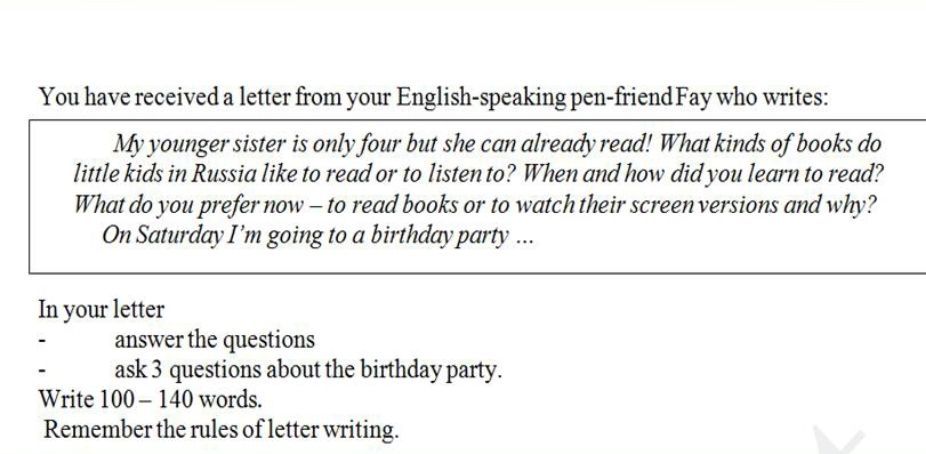 You have received a letter from your English-speaking pen-friend Fay who writes:
My younger sister is only four but she can already read! What kinds of books do
little kids in Russia like to read or to listen to? When and how did you learn to read?
What do you prefer now – to read books or to watch their screen versions and why?
On Saturday I'm going to a birthday party ...
In your letter
- answer the questions
- ask 3 questions about the birthday party.
Write 100 – 140 words.
Remember the rules of letter writing.